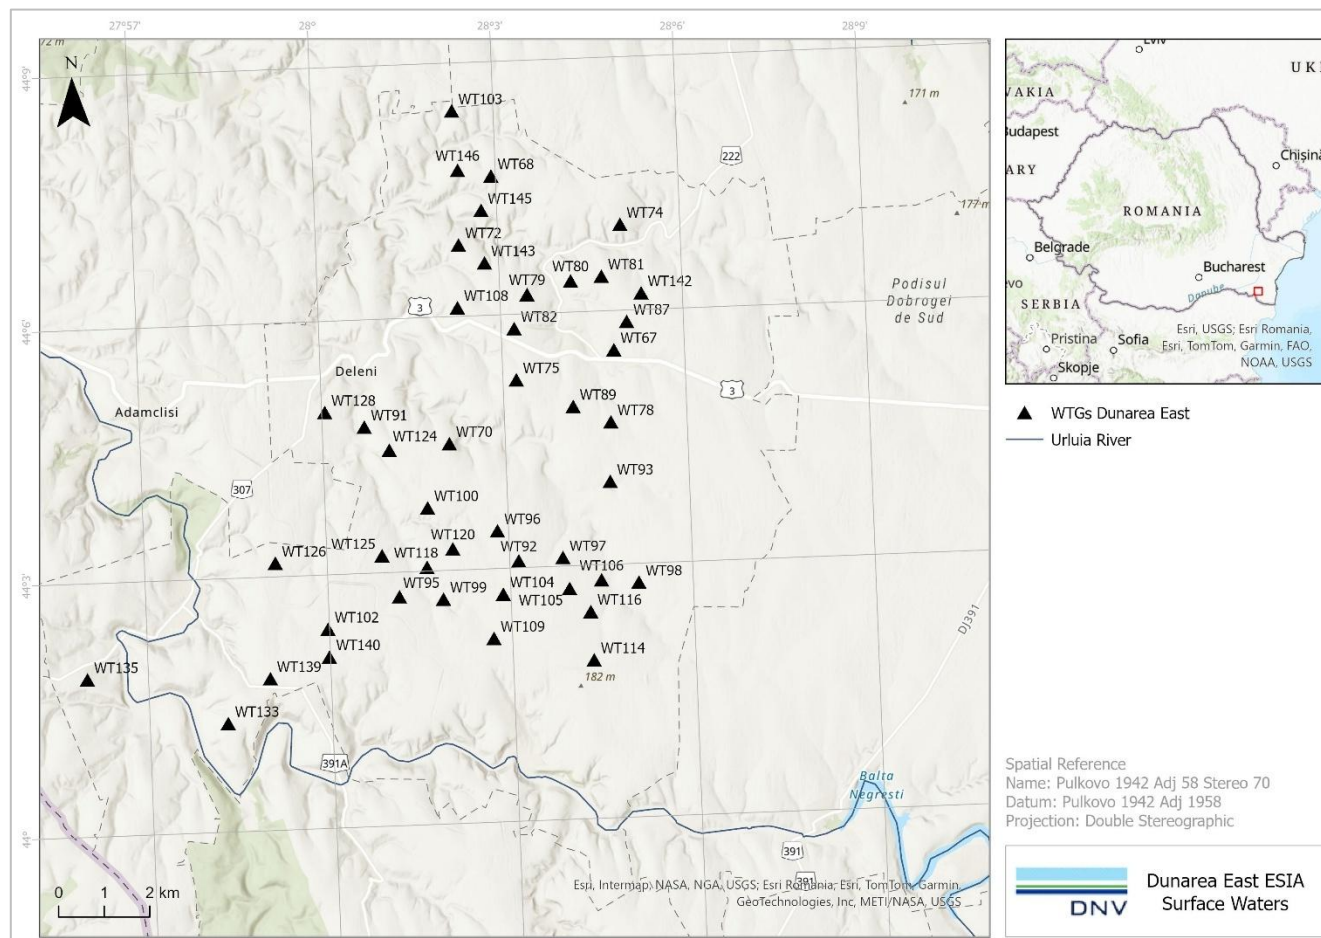 27°57'
28°
28°3'
28°6'
28°9'
72 m
44°9'
N
WT103
171 m
222
WT146
WT68
WT145
WT74
177 m
WT72
WT143
WT80
WT81
WT79
WT142
Podisul
Dobrogei
de Sud
WT108
3
WT82
WT87
44°6'
WT67
Deleni
WT75
3
Adamclisi
WT128
WT89
WT91
WT78
WT124
WT70
WT93
307
WT100
WT96
WT126
WT125
WT120
WT118
WT92
WT97
WT106
WT98
44°3'
WT95
WT99
WT104
WT105
WT116
DJ391
WT102
WT109
WT140
WT114
WT135
WT139
182 m
WT133
391A
Balta
Negresti
44°
391
391
0 1 2 km
Esri, Intermap, NASA, NGA, USGS; Esri Romania, Esri, TomTom, Garmin,
GeoTechnologies, Inc, METI/NASA, USGS
Lviv
UKI
VAKIA
Budapest
Chișină
ARY
ROMANIA
Belgrade
Bucharest
evo
Danube
SERBIA
Esri, USGS; Esri Romania,
Pristina
Sofia
Esri, TomTom, Garmin, FAO,
NOAA, USGS
Skopje
WTGs Dunarea East
Urluia River
Spatial Reference
Name: Pulkovo 1942 Adj 58 Stereo 70
Datum: Pulkovo 1942 Adj 1958
Projection: Double Stereographic
DNV
Dunarea East ESIA
Surface Waters